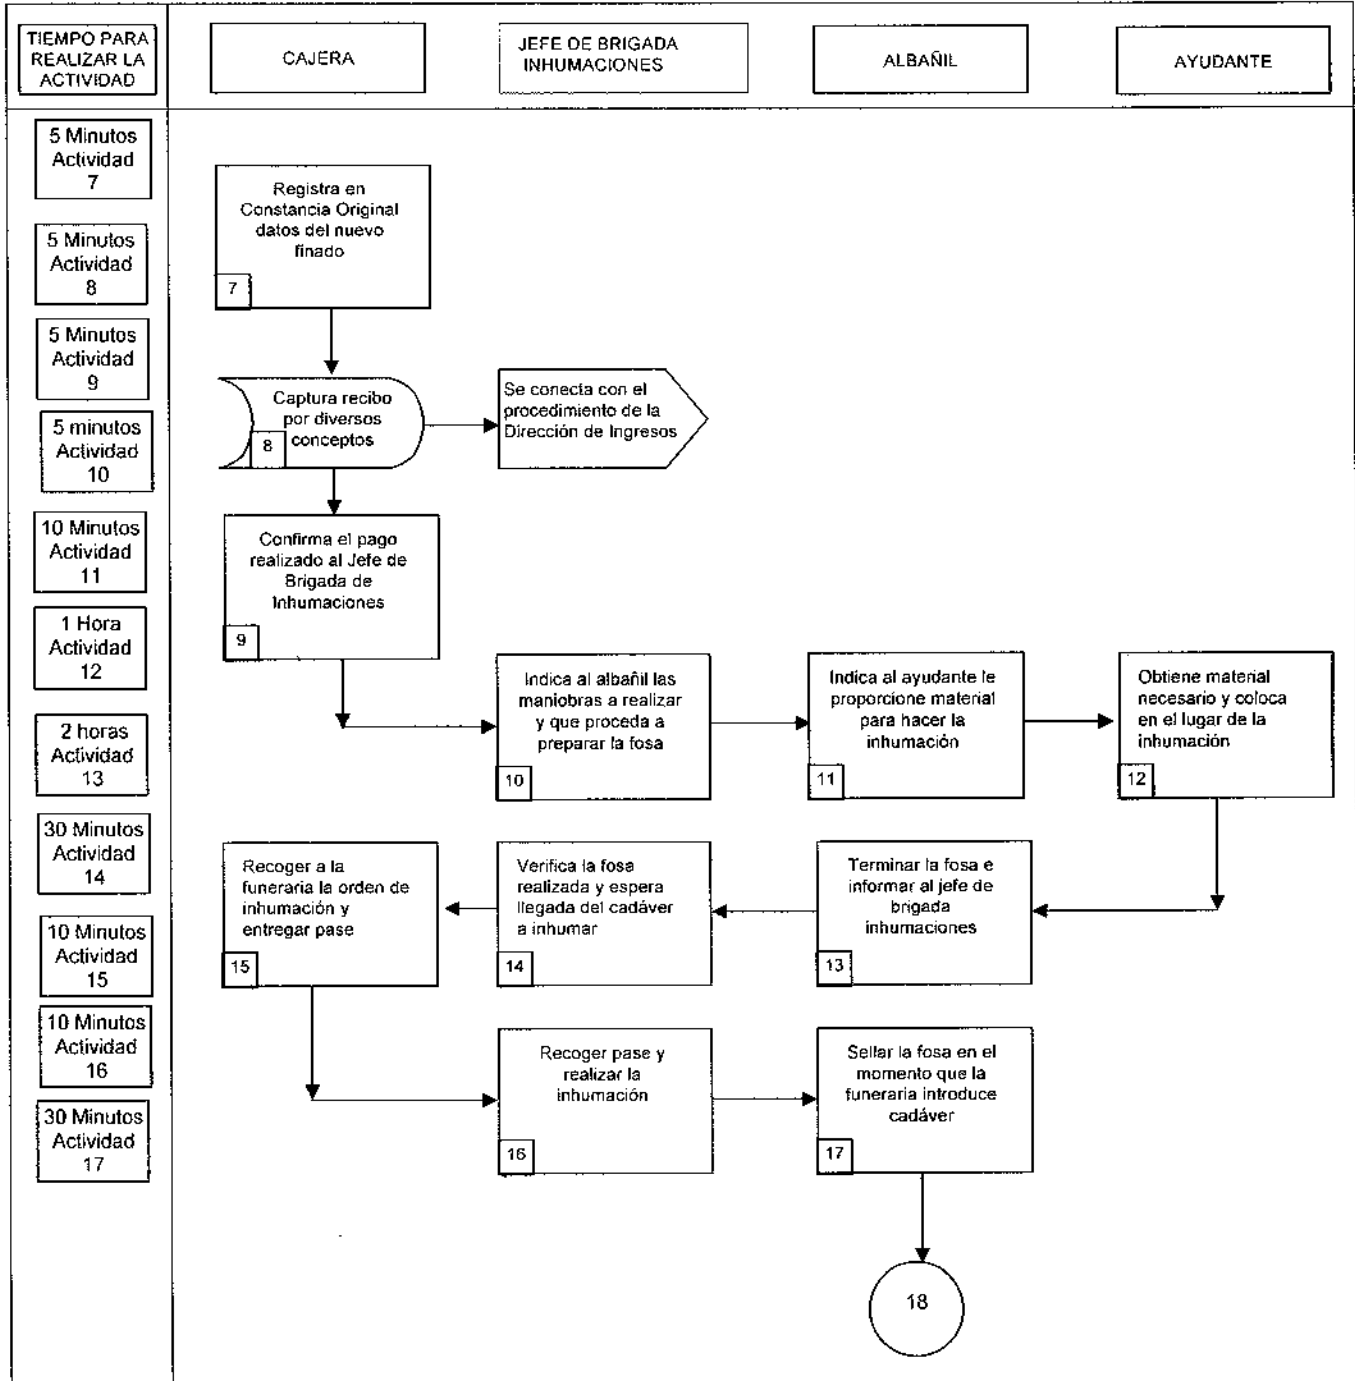 TIEMPO PARA
REALIZAR LA
ACTIVIDAD
CAJERA
JEFE DE BRIGADA
INHUMACIONES
ALBAÑIL
AYUDANTE
5 Minutos
Actividad
7
5 Minutos
Actividad
8
5 Minutos
Actividad
9
5 minutos
Actividad
10
10 Minutos
Actividad
11
1 Hora
Actividad
12
2 horas
Actividad
13
30 Minutos
Actividad
14
10 Minutos
Actividad
15
10 Minutos
Actividad
16
30 Minutos
Actividad
17
Registra en
Constancia Original
datos del nuevo
finado
7
Captura recibo
por diversos
conceptos
8
Se conecta con el
procedimiento de la
Dirección de Ingresos
Confirma el pago
realizado al Jefe de
Brigada de
Inhumaciones
9
Indica al albañil las
maniobras a realizar
y que proceda a
preparar la fosa
10
Indica al ayudante le
proporcione material
para hacer la
inhumación
11
Obtiene material
necesario y coloca
en el lugar de la
inhumación
12
Terminar la fosa e
informar al jefe de
brigada
inhumaciones
13
Verifica la fosa
realizada y espera
llegada del cadáver
a inhumar
14
Recoger a la
funeraria la orden de
inhumación y
entregar pase
15
Recoger pase y
realizar la
inhumación
16
Sellar la fosa en el
momento que la
funeraria introduce
cadáver
17
18